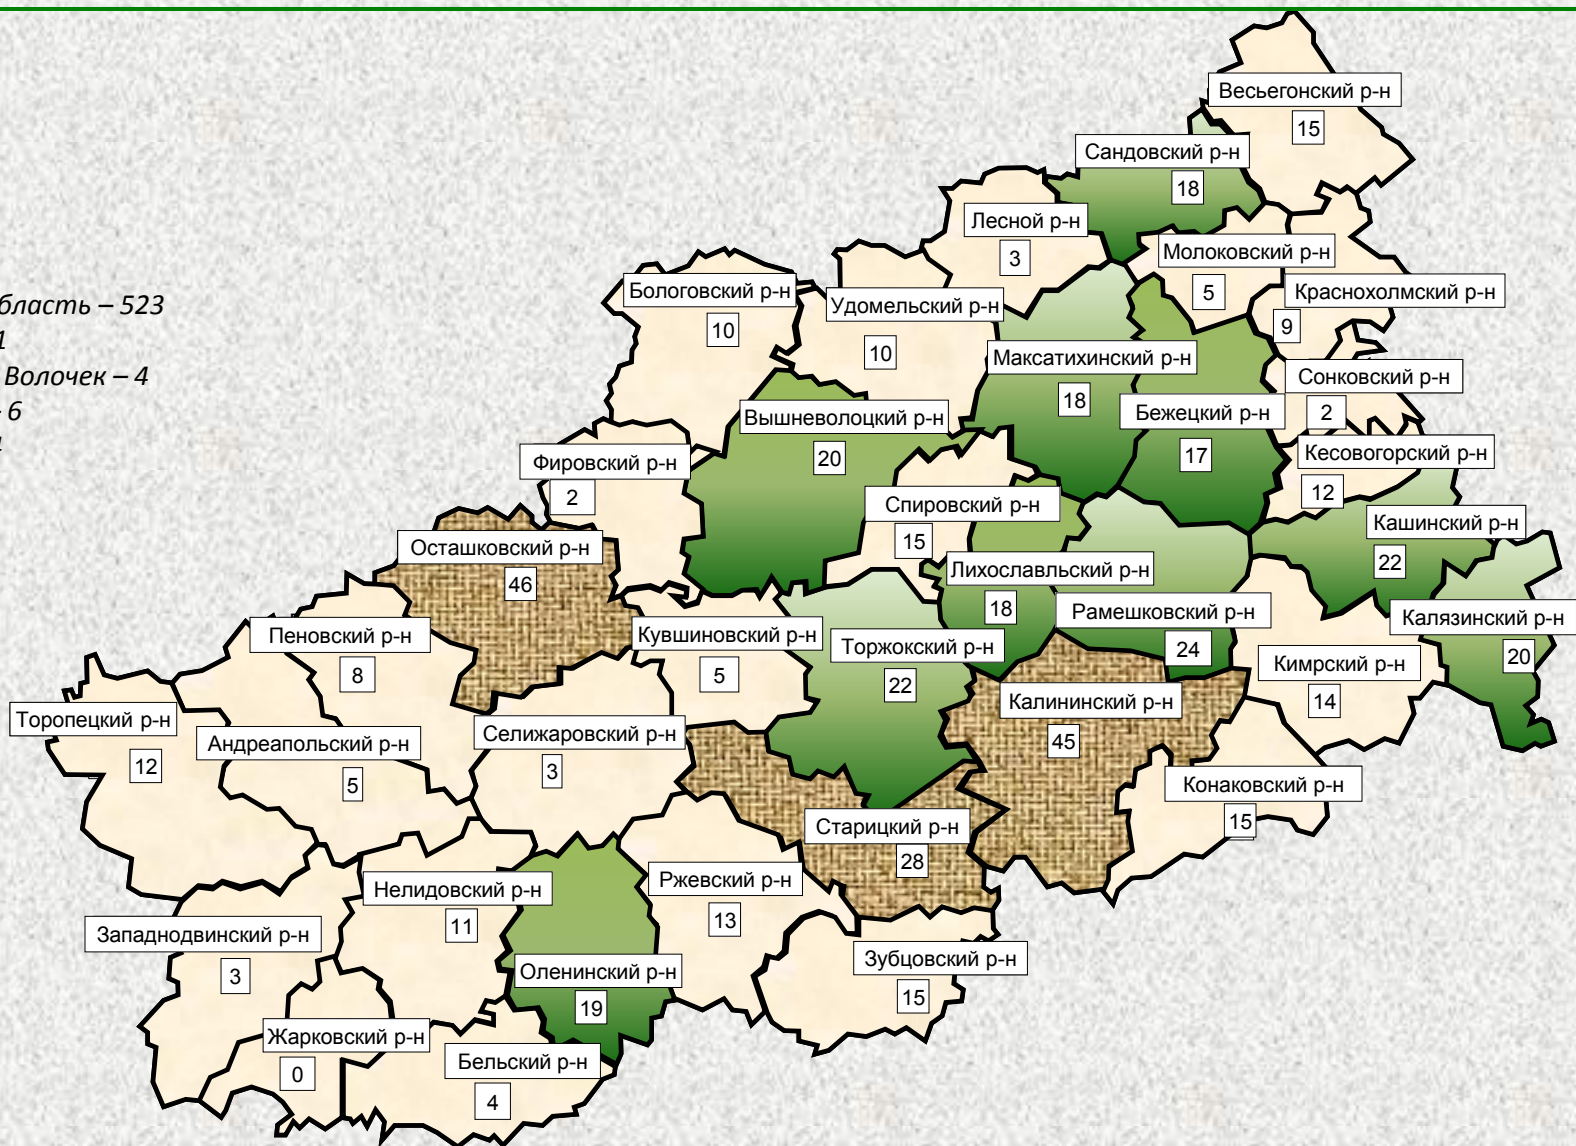 Весьегонский р-н
15
Сандовский р-н
18
Лесной р-н
3
Молоковский р-н
5
Краснохолмский р-н
9
Бологовский р-н
10
Удомельский р-н
10
бласть – 523
1
Волочек – 4
6
Максатихинский р-н
18
Бежецкий р-н
17
Сонковский р-н
2
Вышневолоцкий р-н
20
Кесовогорский р-н
12
Фировский р-н
2
Спировский р-н
15
Кашинский р-н
22
Осташковский р-н
46
Лихославльский р-н
18
Рамешковский р-н
24
Калязинский р-н
20
Пеновский р-н
8
Кувшиновский р-н
5
Торжокский р-н
22
Кимрский р-н
14
Калининский р-н
45
Торопецкий р-н
12
Андреапольский р-н
5
Селижаровский р-н
3
Конаковский р-н
15
Старицкий р-н
28
Нелидовский р-н
11
Ржевский р-н
13
Западнодвинский р-н
3
Оленинский р-н
19
Зубцовский р-н
15
Жарковский р-н
0
Бельский р-н
4